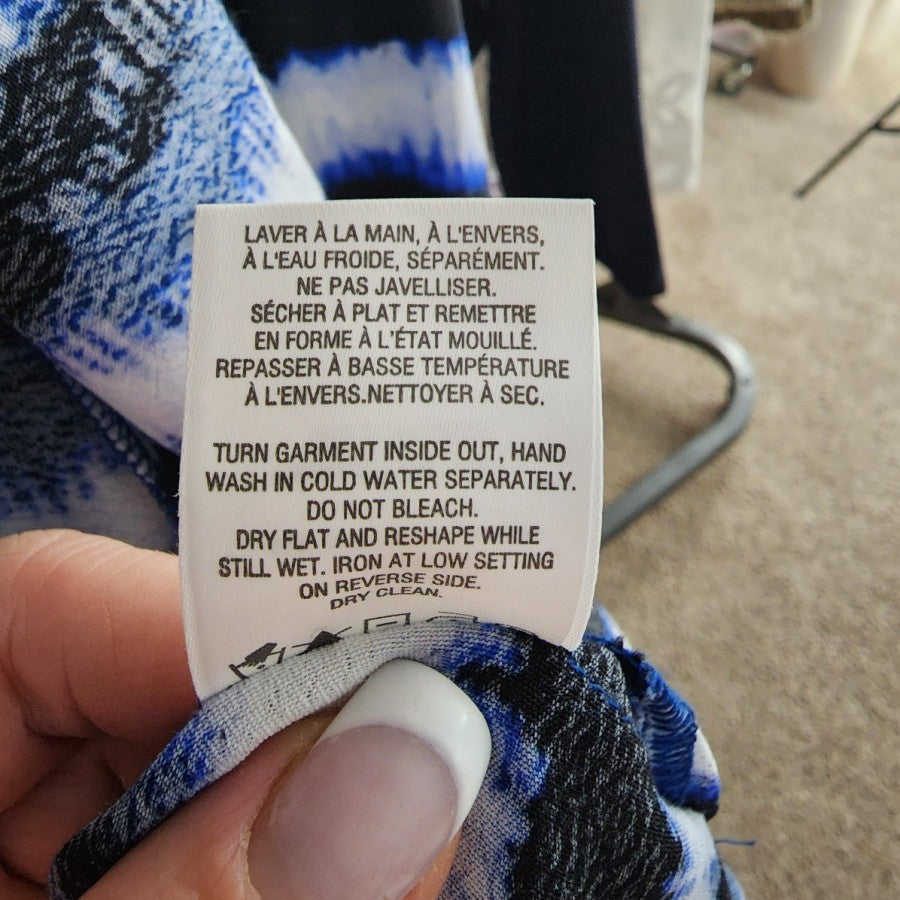 LAVER À LA MAIN, À L'ENVERS,
À L'EAU FROIDE, SÉPARÉMENT.
NE PAS JAVELLISER.
SÉCHER À PLAT ET REMETTRE
EN FORME À L'ÉTAT MOUILLÉ.
REPASSER À BASSE TEMPÉRATURE
À L'ENVERS.NETTOYER À SEC.
TURN GARMENT INSIDE OUT, HAND
WASH IN COLD WATER SEPARATELY.
DO NOT BLEACH.
DRY FLAT AND RESHAPE WHILE
STILL WET. IRON AT LOW SETTING
ON REVERSE SIDE.
DRY CLEAN.